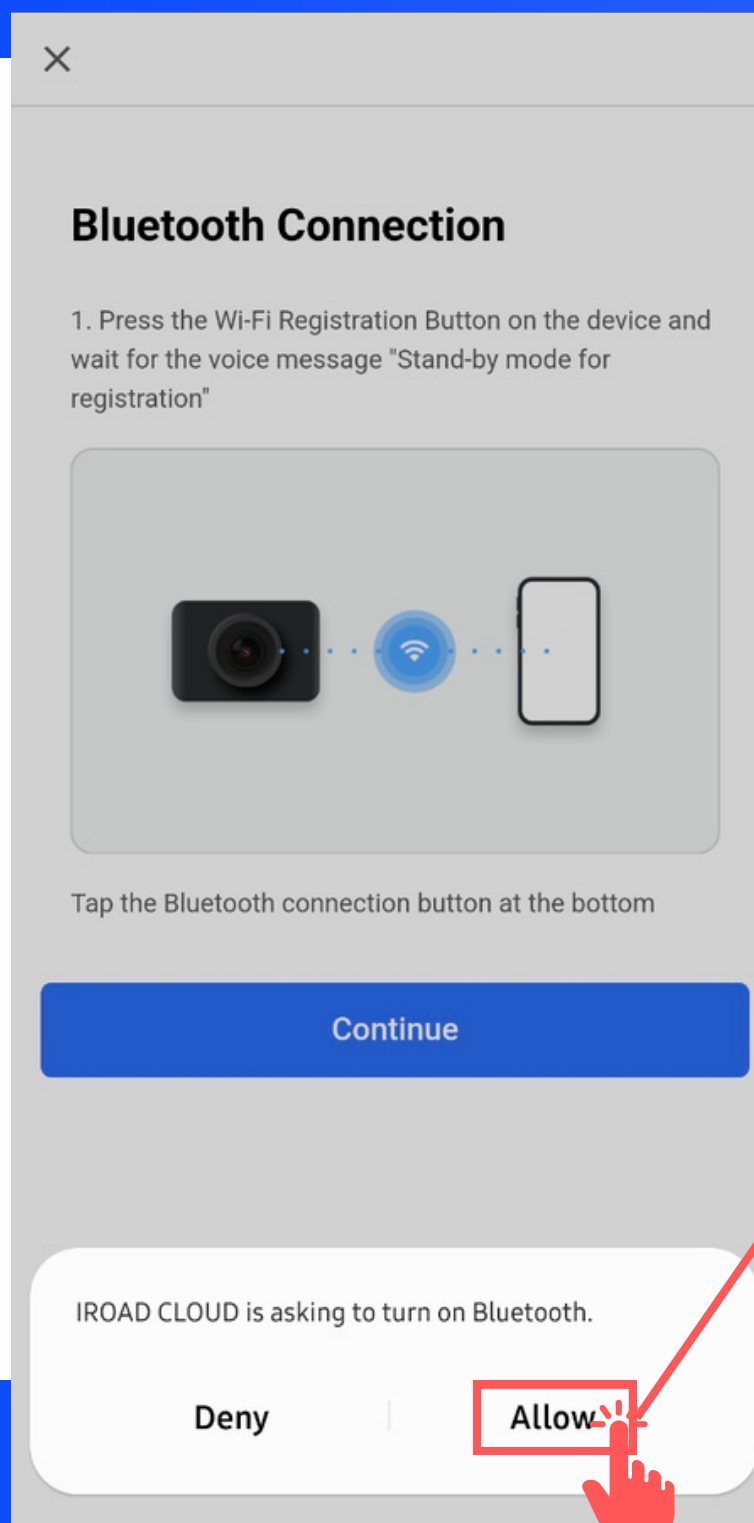 Bluetooth Connection
1. Press the Wi-Fi Registration Button on the device and
wait for the voice message "Stand-by mode for
registration"
Tap the Bluetooth connection button at the bottom
Continue
IROAD CLOUD is asking to turn on Bluetooth.
Deny
Allow